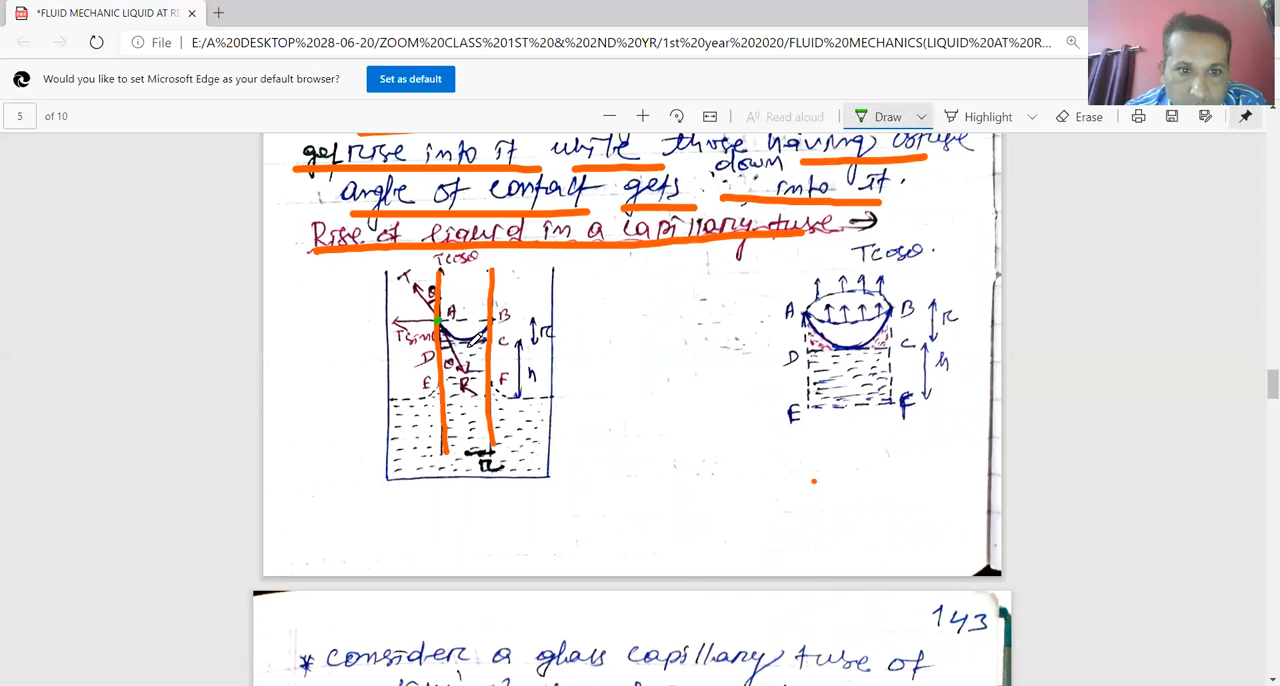 *FLUID MECHANIC LIQUID AT RE
File E:/A%20DESKTOP%2028-06-20/ZOOM%20CLASS%201ST%20&%202ND%20YR/1st%20year%202020/FLUID%20MECHANICS(LIQUID%20AT%20R...
Would you like to set Microsoft Edge as your default browser? Set as default
5 of 10 Read aloud Draw Highlight Erase
get rise into it while those having obtuse
angle of contact gets down into it.
Rise of liquid in a capillary tube →
Tcosθ
T θ
A B
Tsinθ r
D C
θ
R h
E F
r
Tcosθ.
A B
r
D C
h
E F
143
* Consider a glass capillary tube of